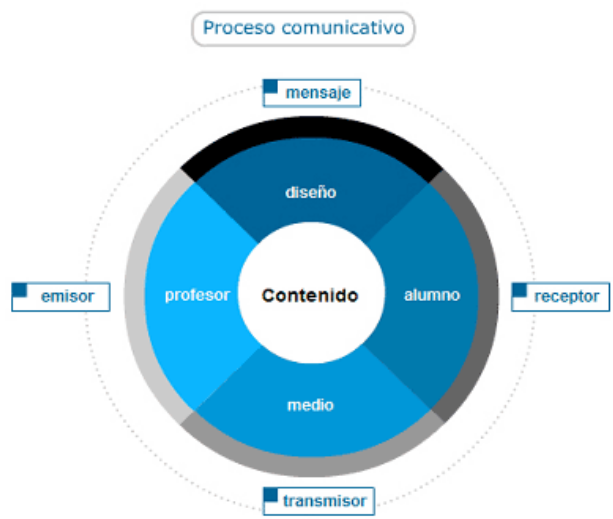 Proceso comunicativo
mensaje
diseño
emisor
profesor
Contenido
alumno
receptor
medio
transmisor